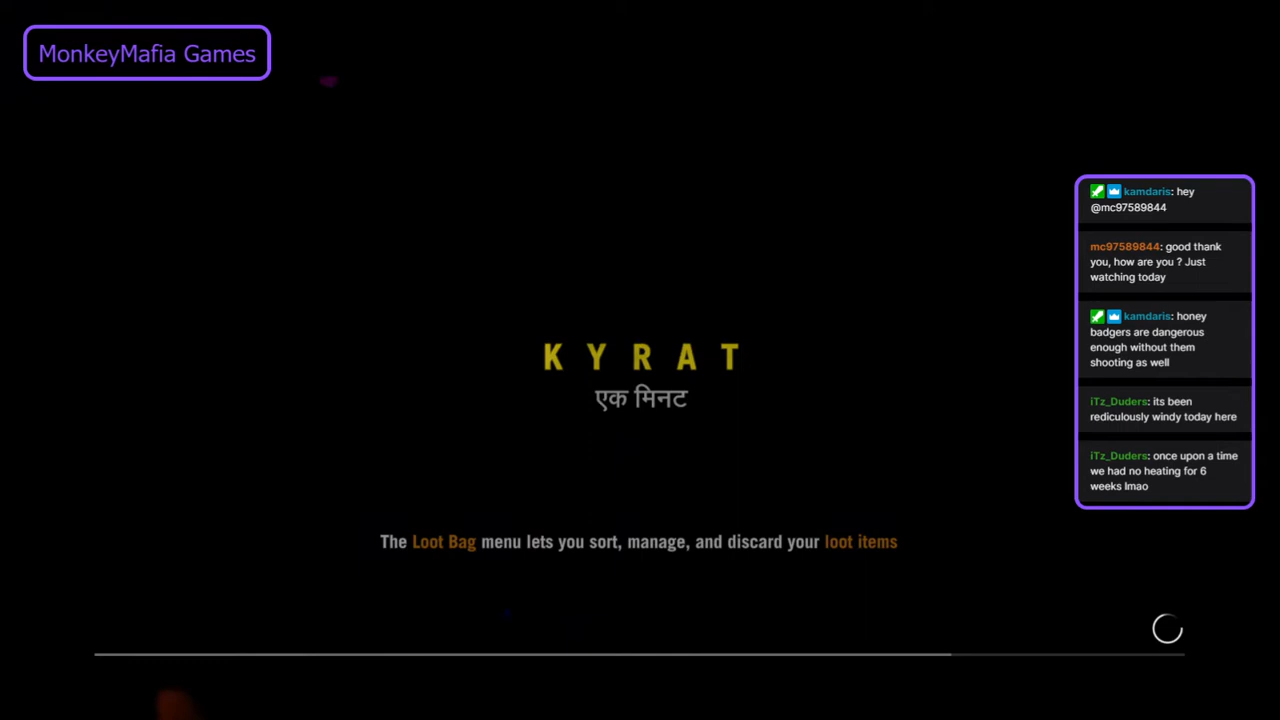 MonkeyMafia Games
kamdaris: hey
@mc97589844
mc97589844: good thank
you, how are you ? Just
watching today
kamdaris: honey
badgers are dangerous
enough without them
shooting as well
iTz_Duders: its been
rediculously windy today here
iTz_Duders: once upon a time
we had no heating for 6
weeks lmao
KYRAT
एक मिनट
The Loot Bag menu lets you sort, manage, and discard your loot items